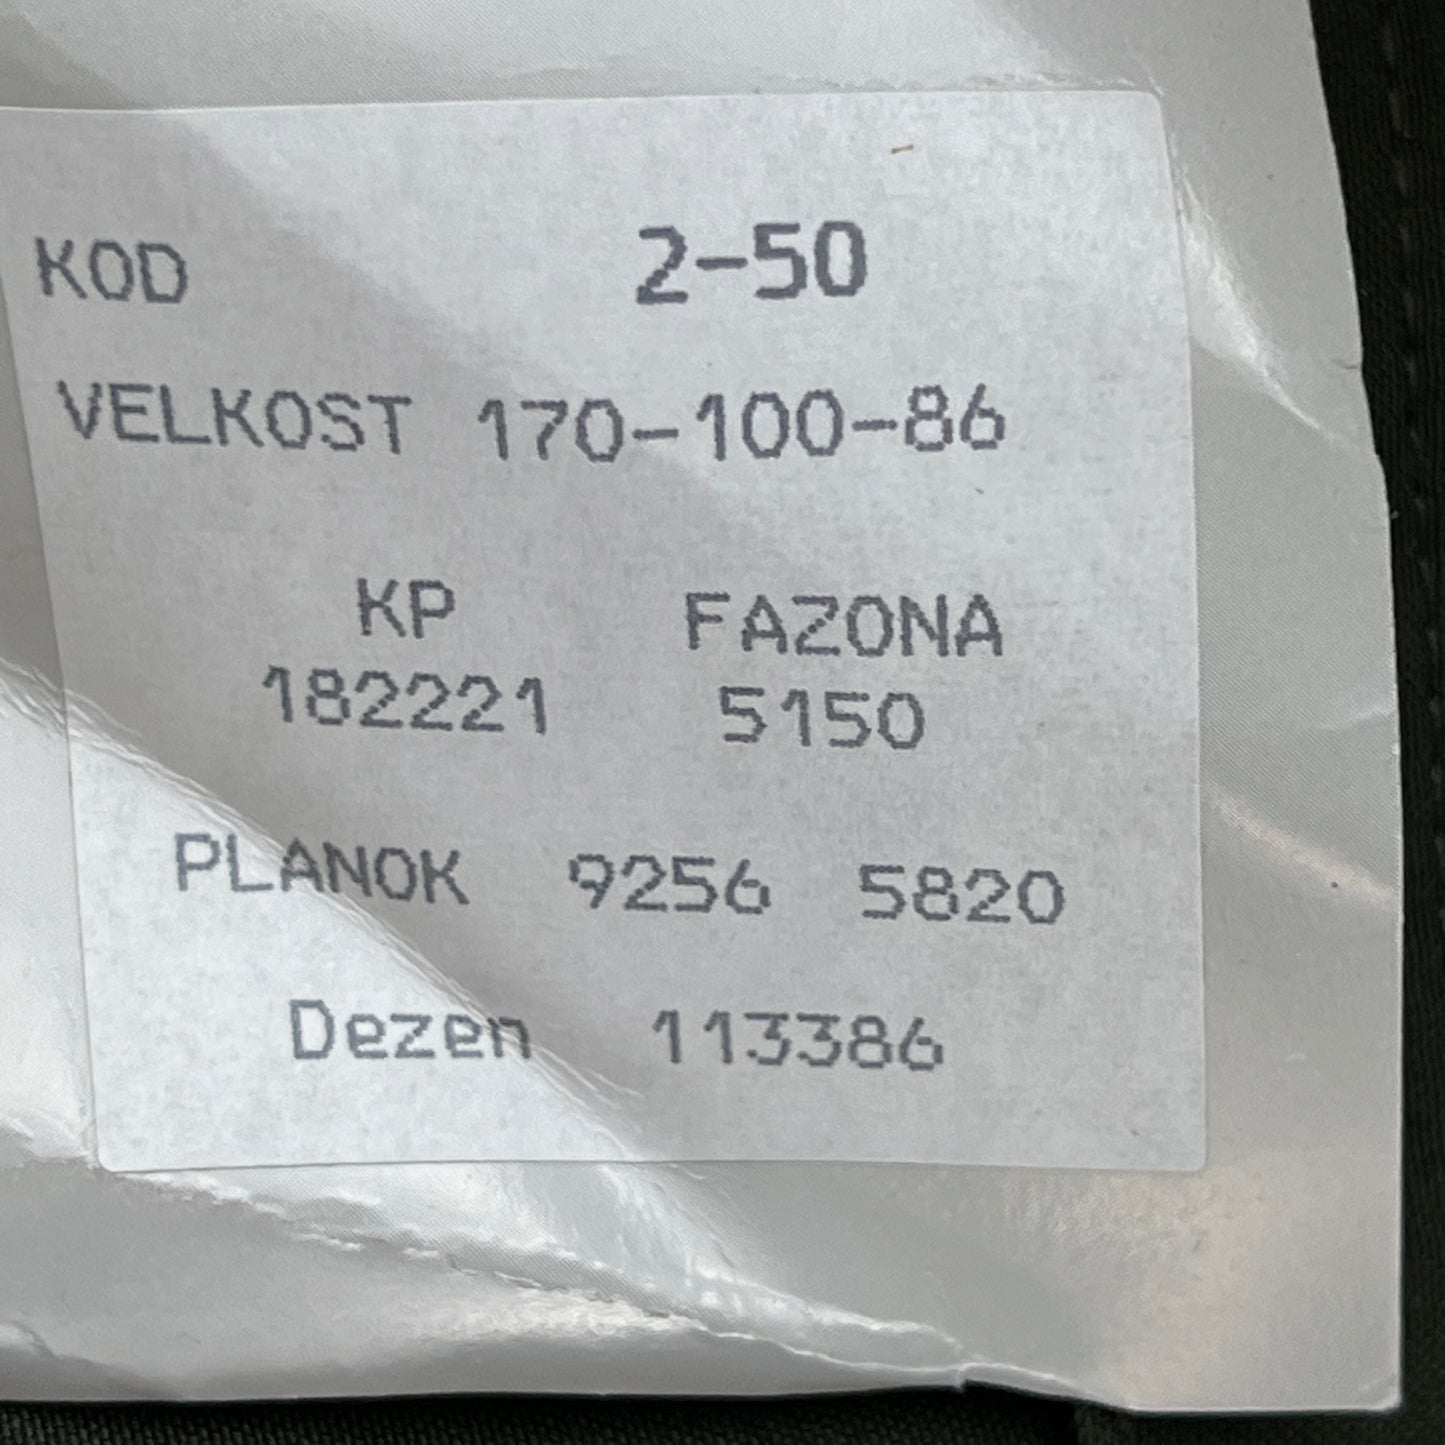 KOD 2-50
VELKOST 170-100-86
KP FAZONA
182221 5150
PLANOK 9256 5820
Dezen 113386